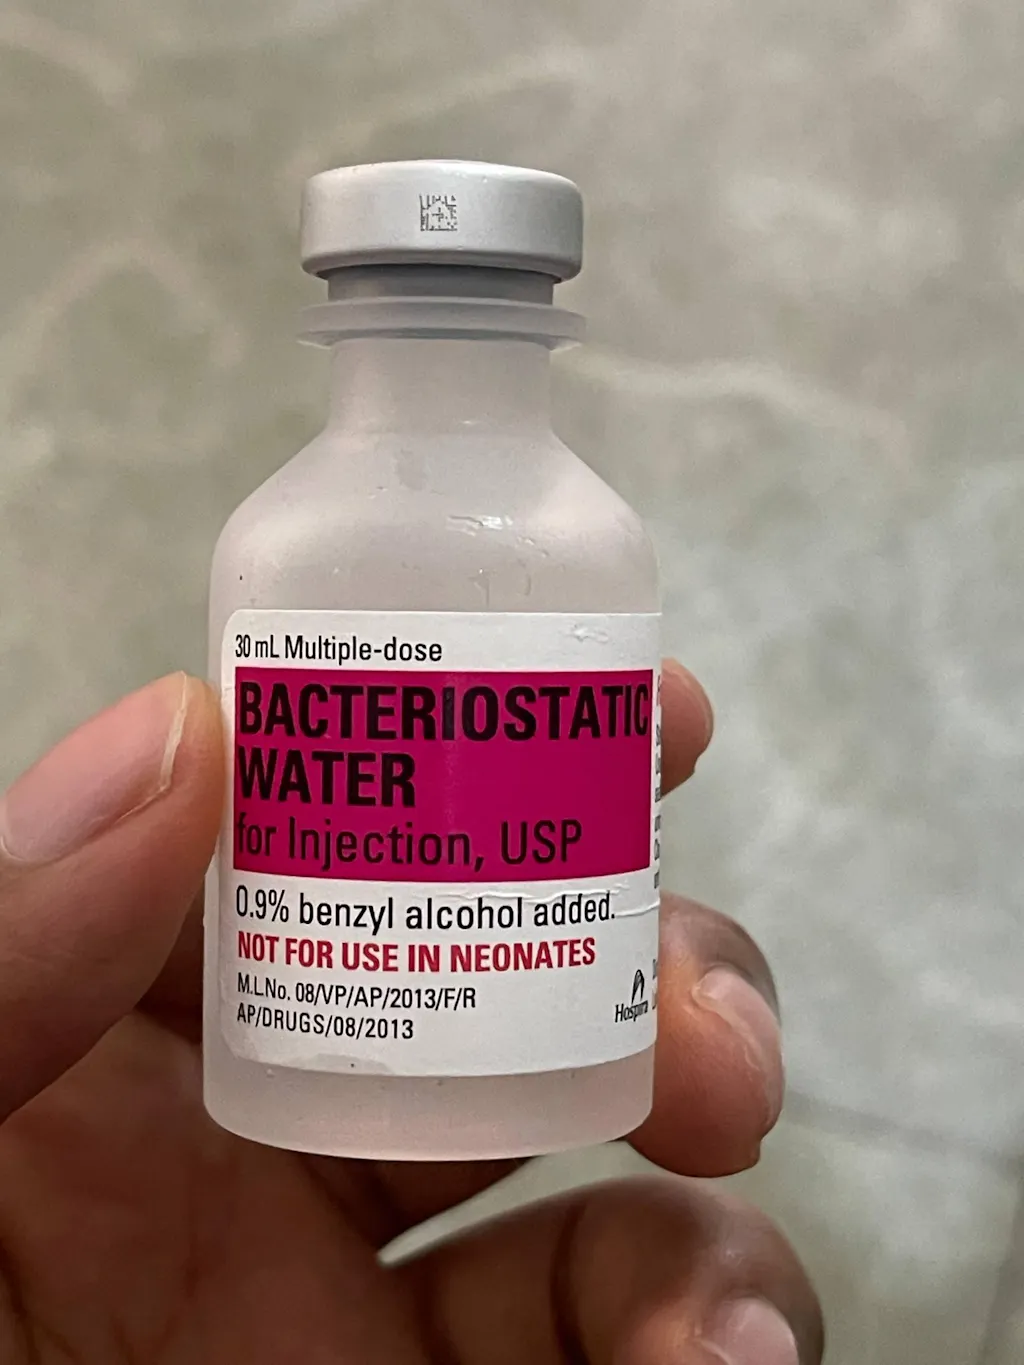 30 mL Multiple-dose
BACTERIOSTATIC
WATER
for Injection, USP
0.9% benzyl alcohol added.
NOT FOR USE IN NEONATES
M.L.No. 08/VP/AP/2013/F/R
AP/DRUGS/08/2013
Hospira